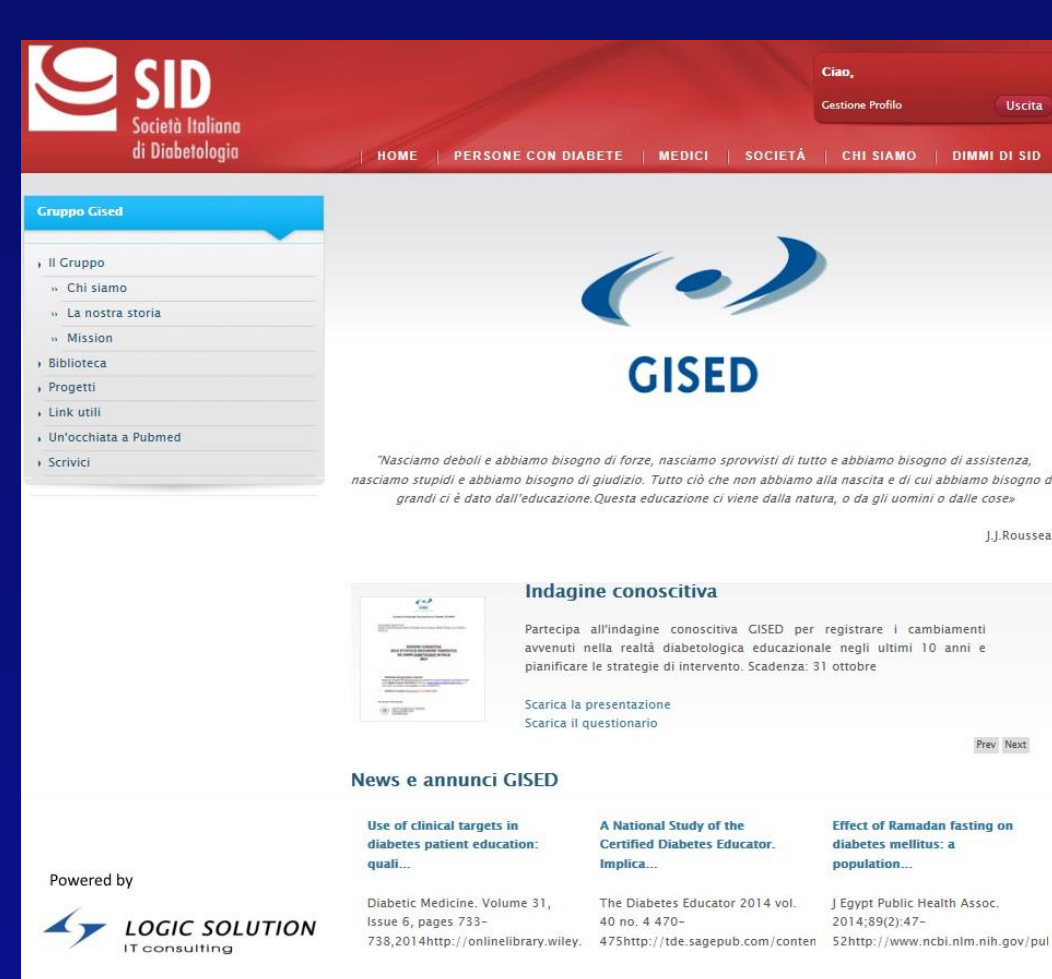 SID
Società Italiana
di Diabetologia
Ciao,
Gestione Profilo
Uscita
HOME | PERSONE CON DIABETE | MEDICI | SOCIETÀ | CHI SIAMO | DIMMI DI SID
Gruppo Gised
Il Gruppo
Chi siamo
La nostra storia
Mission
Biblioteca
Progetti
Link utili
Un'occhiata a Pubmed
Scrivici
GISED
"Nasciamo deboli e abbiamo bisogno di forze, nasciamo sprovvisti di tutto e abbiamo bisogno di assistenza,
nasciamo stupidi e abbiamo bisogno di giudizio. Tutto ciò che non abbiamo alla nascita e di cui abbiamo bisogno d
grandi ci è dato dall'educazione.Questa educazione ci viene dalla natura, o da gli uomini o dalle cose»
J.J.Roussea
Indagine conoscitiva
Partecipa all'indagine conoscitiva GISED per registrare i cambiamenti
avvenuti nella realtà diabetologica educazionale negli ultimi 10 anni e
pianificare le strategie di intervento. Scadenza: 31 ottobre
Scarica la presentazione
Scarica il questionario
Prev Next
News e annunci GISED
Use of clinical targets in
diabetes patient education:
quali...
Diabetic Medicine. Volume 31,
Issue 6, pages 733–
738,2014http://onlinelibrary.wiley.
A National Study of the
Certified Diabetes Educator.
Implica...
The Diabetes Educator 2014 vol.
40 no. 4 470–
475http://tde.sagepub.com/conten
Effect of Ramadan fasting on
diabetes mellitus: a
population...
J Egypt Public Health Assoc.
2014;89(2):47–
52http://www.ncbi.nlm.nih.gov/pul
Powered by
LOGIC SOLUTION
IT consulting